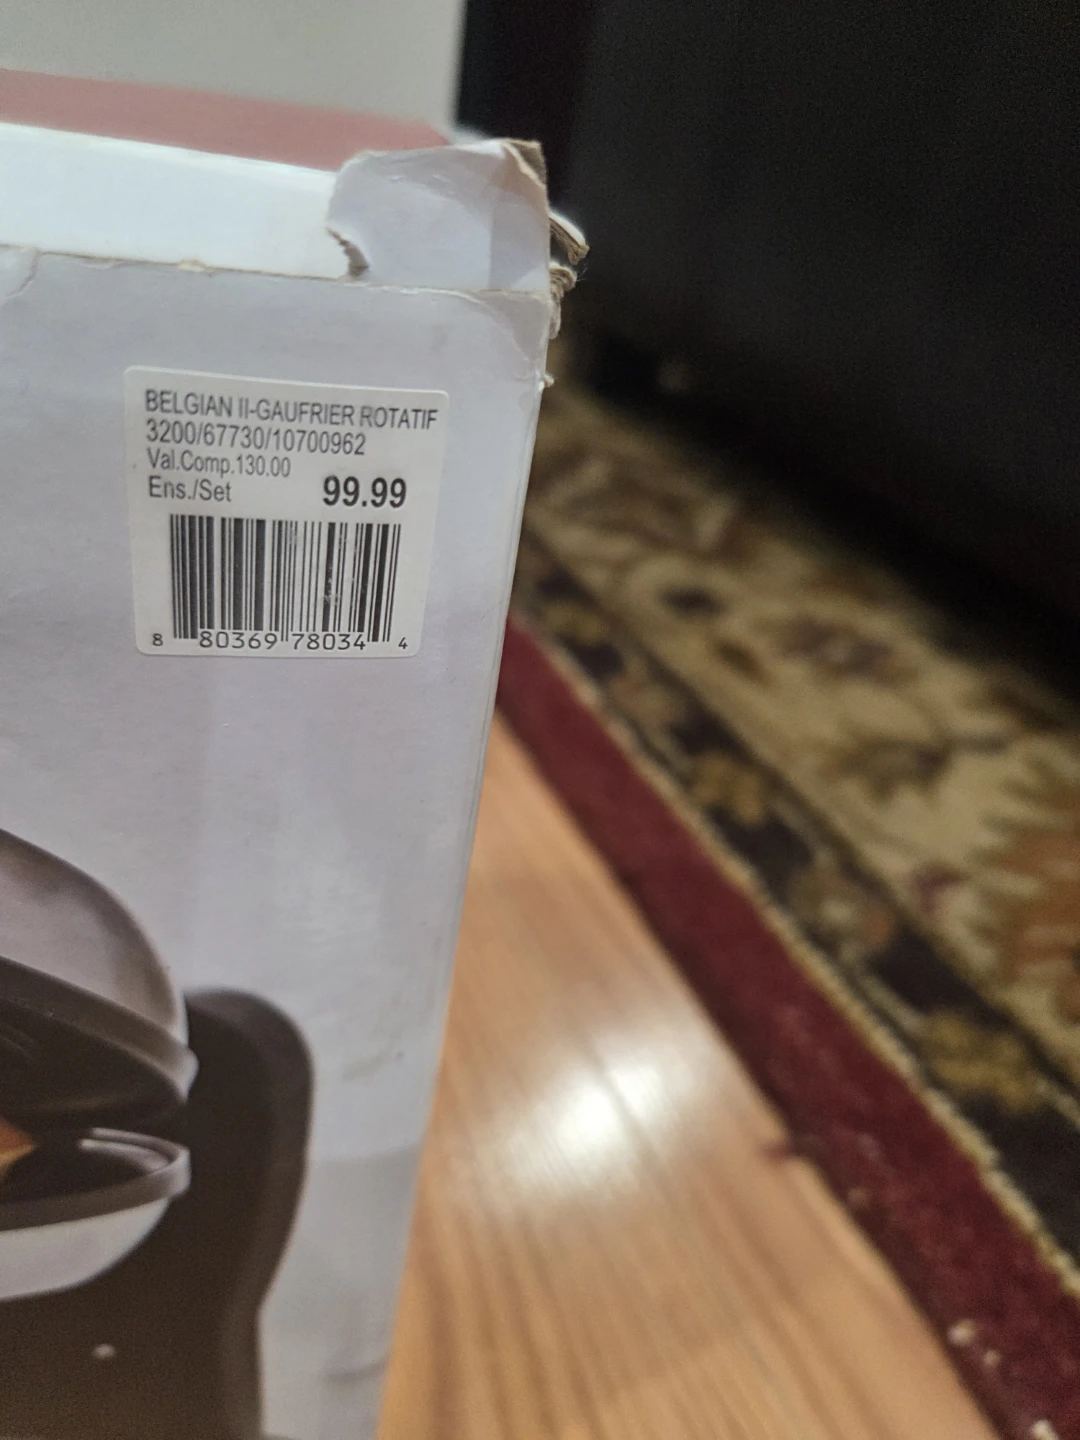 BELGIAN II-GAUFRIER ROTATIF
3200/67730/10700962
Val.Comp.130.00
Ens./Set 99.99
8 80369 78034 4